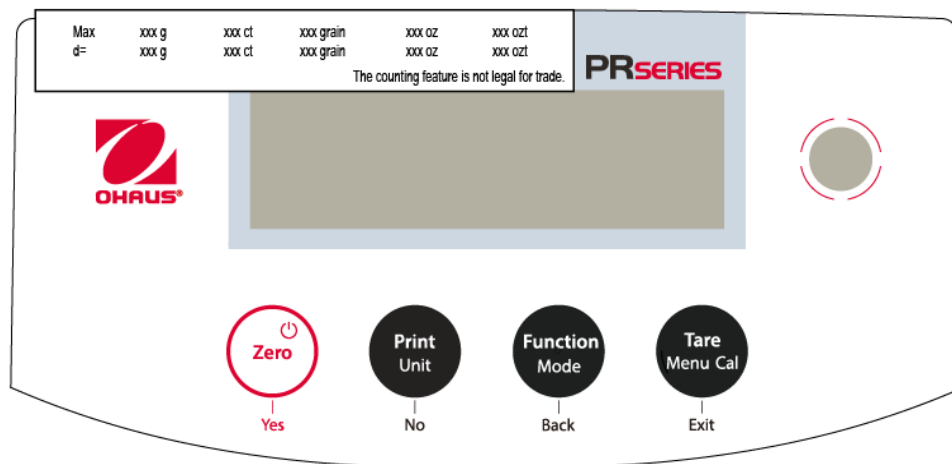 Max xxx g xxx ct xxx grain xxx oz xxx ozt
d= xxx g xxx ct xxx grain xxx oz xxx ozt
The counting feature is not legal for trade.
PRSERIES
OHAUS®
Zero Print Function Tare
Unit Mode Menu Cal
Yes No Back Exit